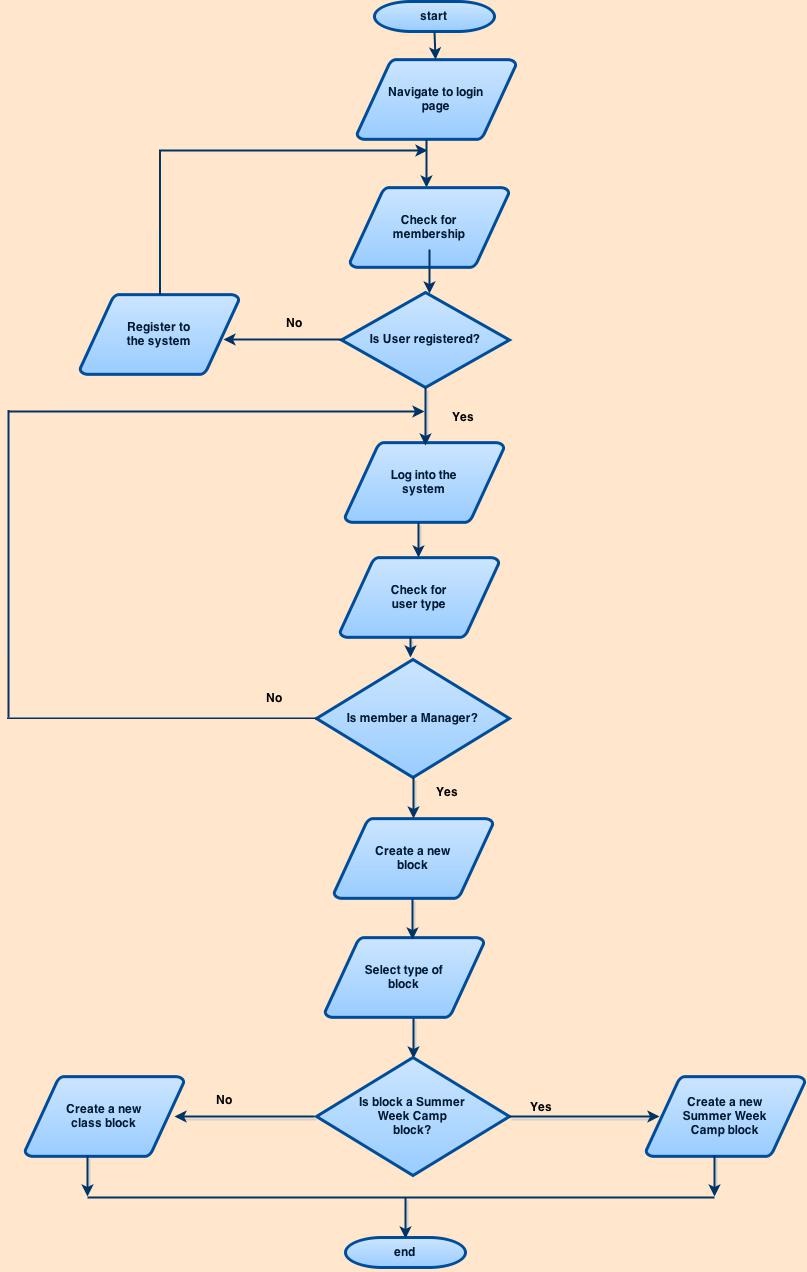 start
Navigate to login
page
Check for
membership
Is User registered?
No
Register to
the system
Yes
Log into the
system
Check for
user type
Is member a Manager?
No
Yes
Create a new
block
Select type of
block
Is block a Summer
Week Camp
block?
No
Create a new
class block
Yes
Create a new
Summer Week
Camp block
end